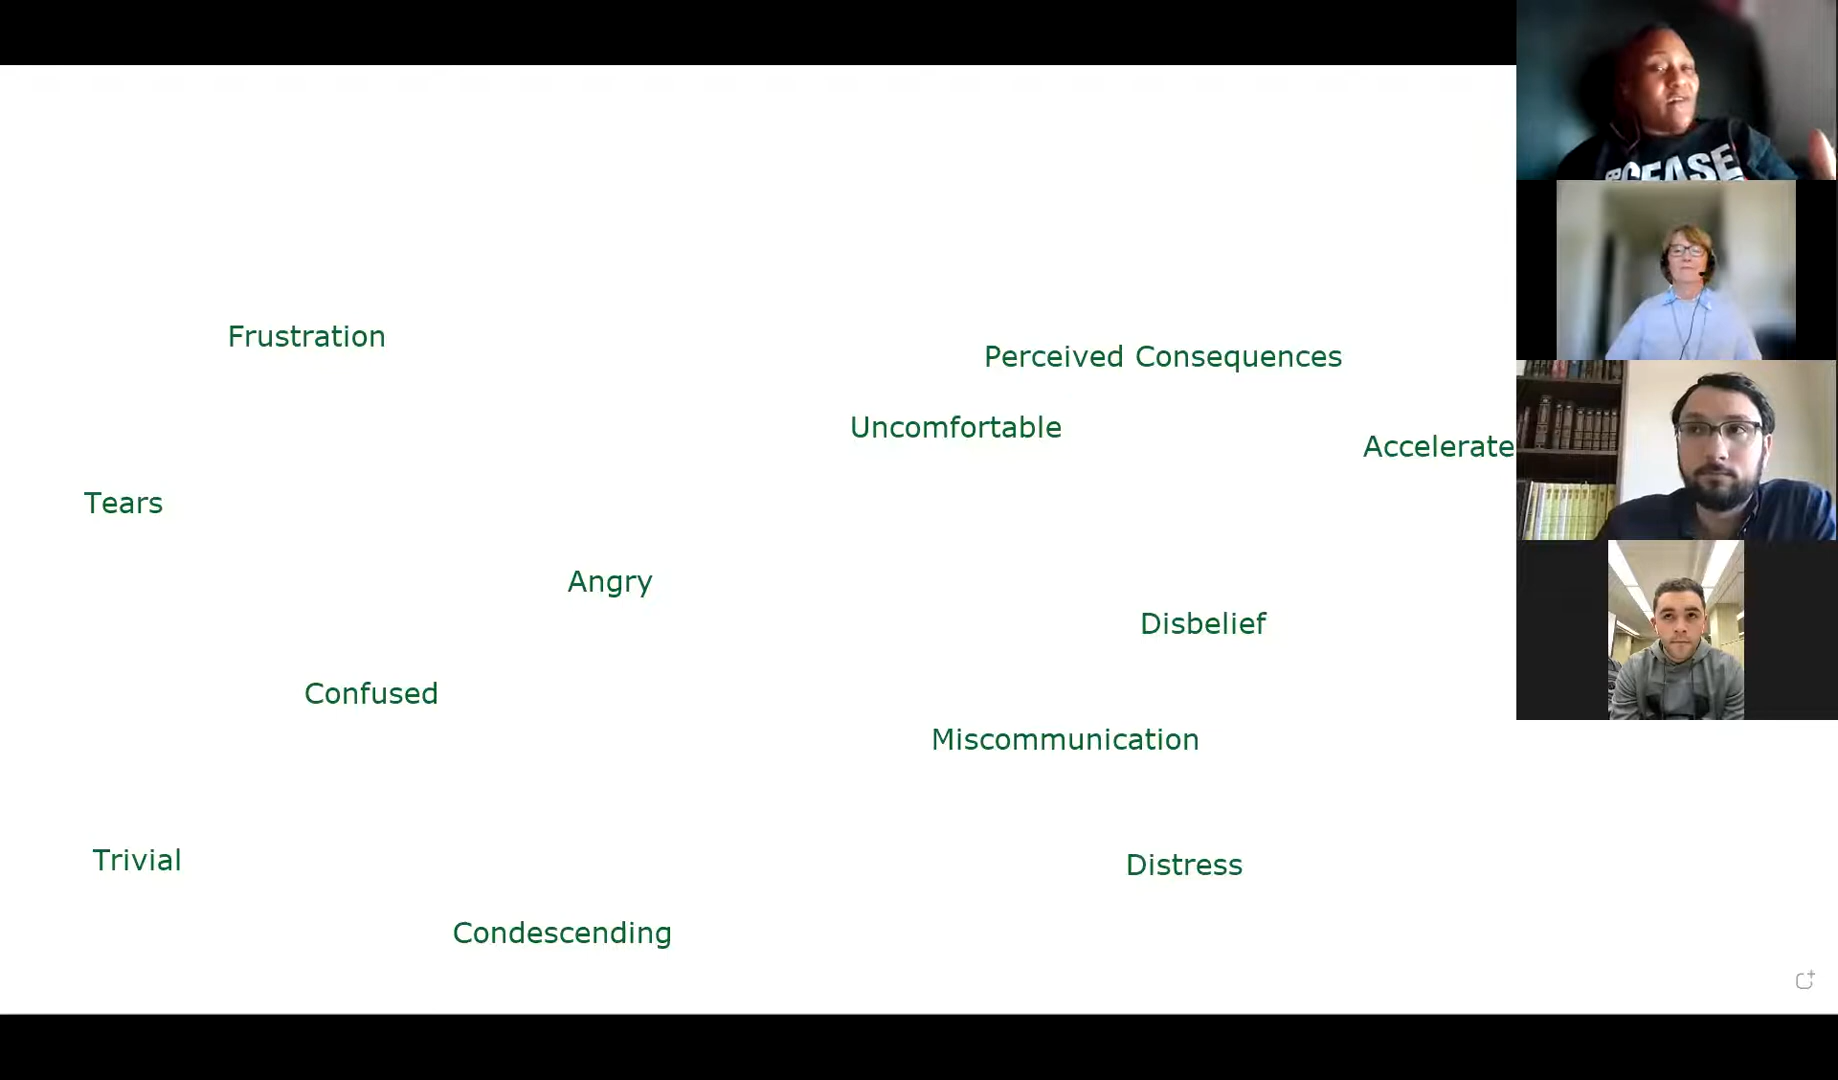 Frustration
Perceived Consequences
Uncomfortable
Accelerate
Tears
Angry
Disbelief
Confused
Miscommunication
Trivial
Distress
Condescending